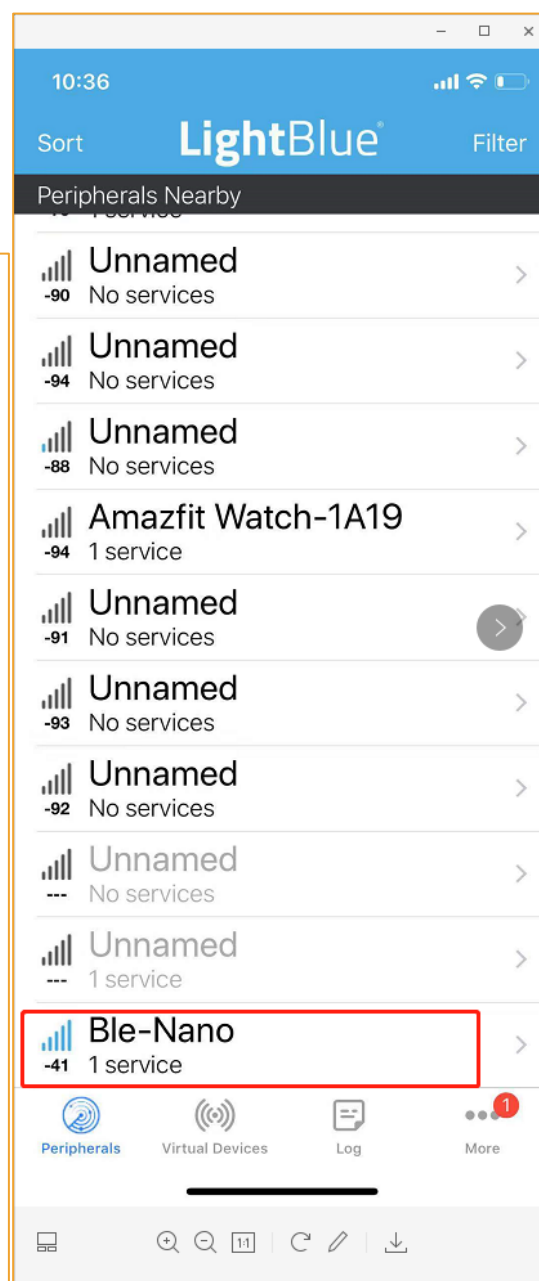 10:36
Sort LightBlue® Filter
Peripherals Nearby
Unnamed
-90 No services
Unnamed
-94 No services
Unnamed
-88 No services
Amazfit Watch-1A19
-94 1 service
Unnamed
-91 No services
Unnamed
-93 No services
Unnamed
-92 No services
Unnamed
--- No services
Unnamed
--- 1 service
Ble-Nano
-41 1 service
1
Peripherals Virtual Devices Log More
1:1